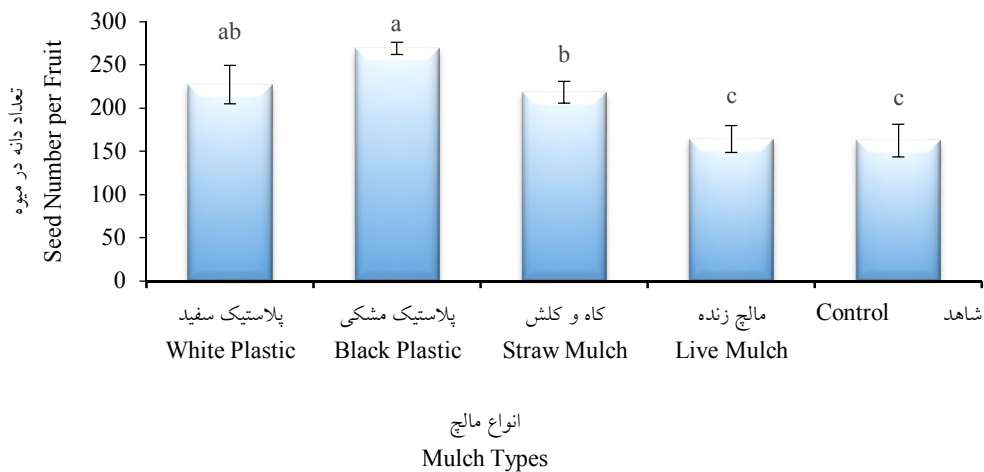 تعداد دانه در میوه
Seed Number per Fruit
300
250
200
150
100
50
0
ab
a
b
c
c
پلاستیک سفید
White Plastic
پلاستیک مشکی
Black Plastic
کاه و کلش
Straw Mulch
مالچ زنده
Live Mulch
شاهد Control
انواع مالچ
Mulch Types